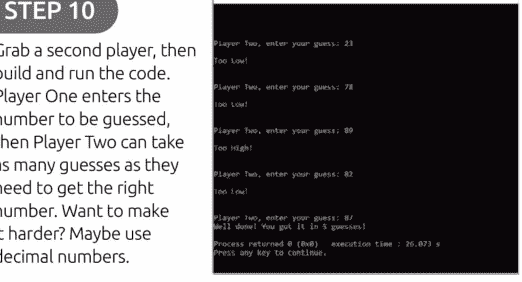 STEP 10
Grab a second player, then
build and run the code.
Player One enters the
number to be guessed,
then Player Two can take
as many guesses as they
need to get the right
number. Want to make
it harder? Maybe use
decimal numbers.
Player Two, enter your guess: 23
Too Low!
Player Two, enter your guess: 78
Too Low!
Player Two, enter your guess: 89
Too High!
Player Two, enter your guess: 82
Too Low!
Player Two, enter your guess: 87
Well done! You got it in 5 guesses!
Process returned 0 (0x0) execution time : 26.073 s
Press any key to continue.